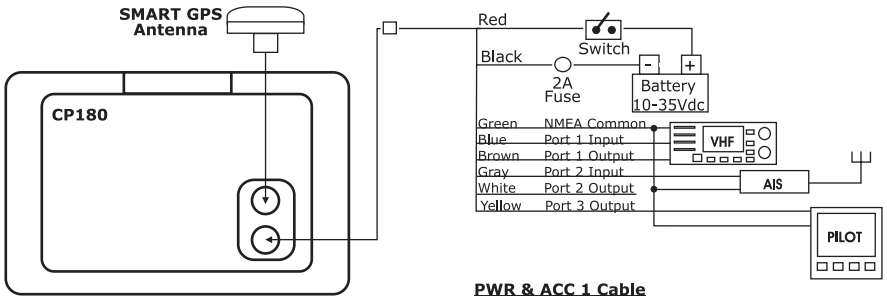 SMART GPS
Antenna
CP180
Red
Switch
Black
2A
Fuse
- +
Battery
10-35Vdc
Green NMEA Common
Blue Port 1 Input
Brown Port 1 Output
Gray Port 2 Input
White Port 2 Output
Yellow Port 3 Output
VHF
AIS
PILOT
PWR & ACC 1 Cable